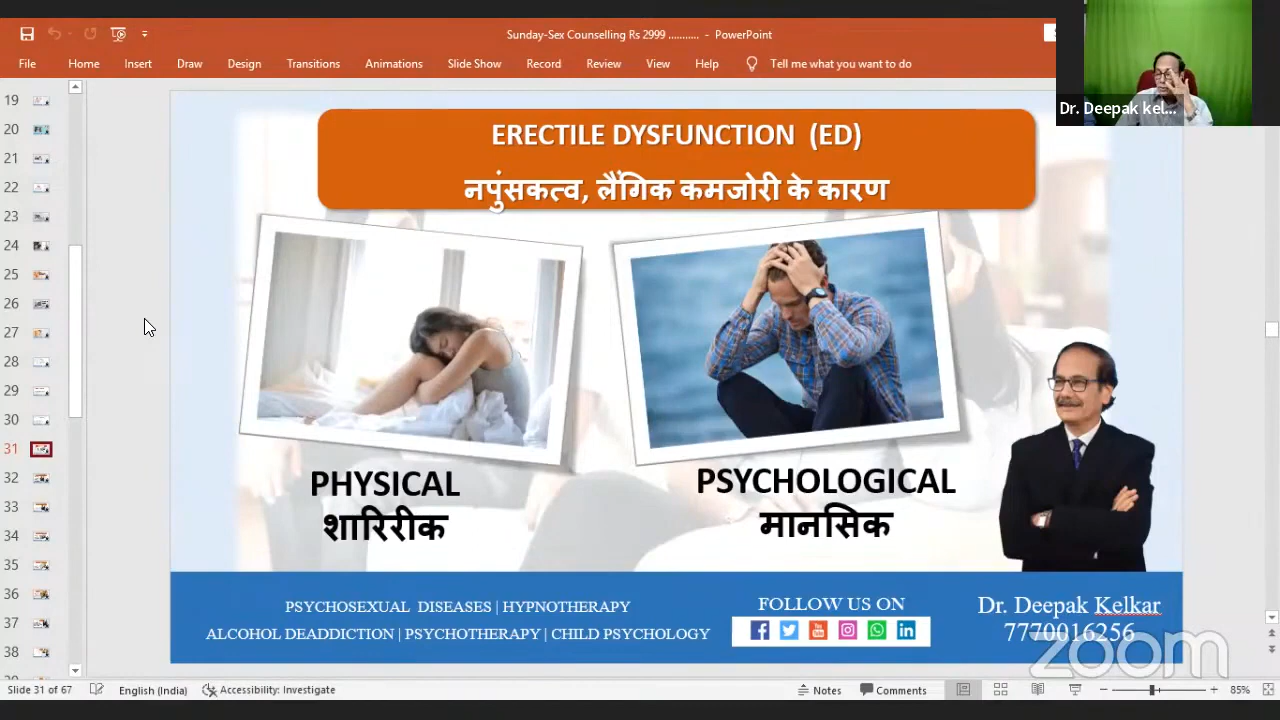 Sunday-Sex Counselling Rs 2999 ........... - PowerPoint
File Home Insert Draw Design Transitions Animations Slide Show Record Review View Help Tell me what you want to do
Dr. Deepak kel...
19
20
21
22
23
24
25
26
27
28
29
30
31
32
33
34
35
36
37
38
ERECTILE DYSFUNCTION (ED)
नपुंसकत्व, लैंगिक कमजोरी के कारण
PHYSICAL
शारिरीक
PSYCHOLOGICAL
मानसिक
PSYCHOSEXUAL DISEASES | HYPNOTHERAPY
ALCOHOL DEADDICTION | PSYCHOTHERAPY | CHILD PSYCHOLOGY
FOLLOW US ON
Dr. Deepak Kelkar
7770016256
zoom
Slide 31 of 67 English (India) Accessibility: Investigate Notes Comments 85%